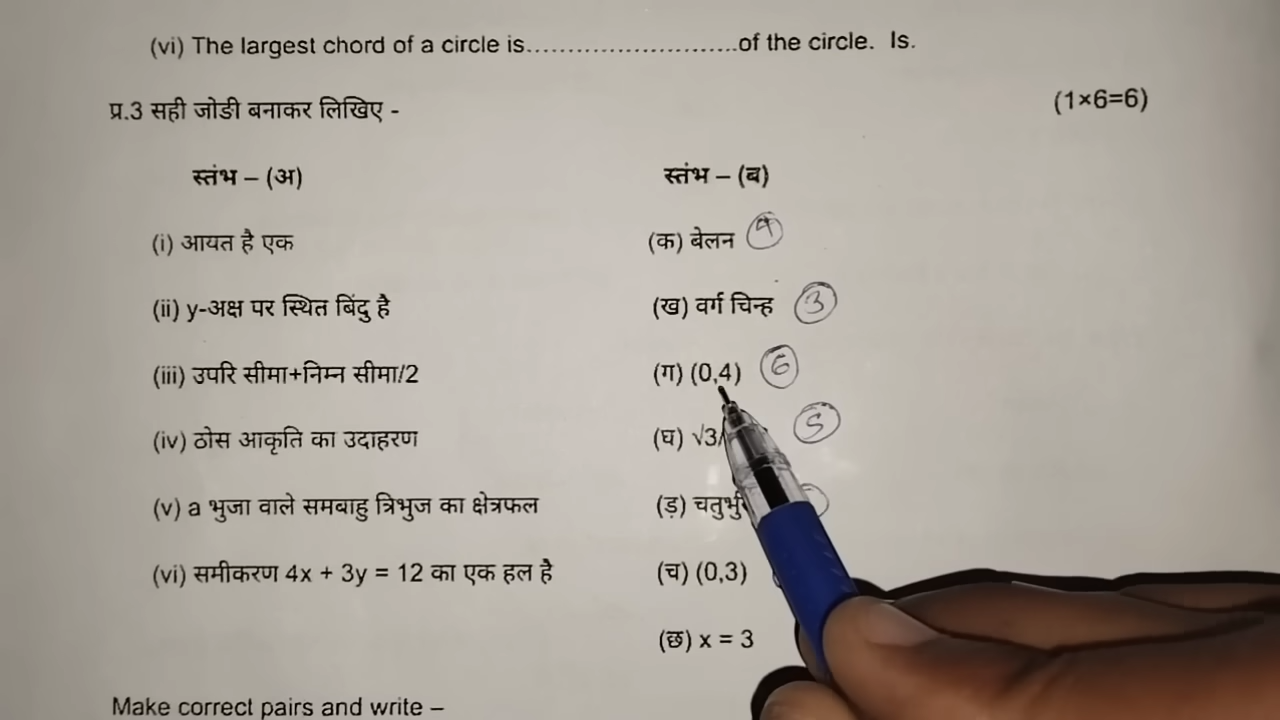 (vi) The largest chord of a circle is.........................of the circle. Is.
प्र.3 सही जोडी बनाकर लिखिए - (1×6=6)
स्तंभ – (अ) स्तंभ – (ब)
(i) आयत है एक (क) बेलन 4
(ii) y-अक्ष पर स्थित बिंदु है (ख) वर्ग चिन्ह 3
(iii) उपरि सीमा+निम्न सीमा/2 (ग) (0,4) 6
(iv) ठोस आकृति का उदाहरण (घ) √3/ 5
(v) a भुजा वाले समबाहु त्रिभुज का क्षेत्रफल (ड़)
(vi) समीकरण 4x + 3y = 12 का एक हल है (च) (0,3)
(छ) x = 3
Make correct pairs and write –